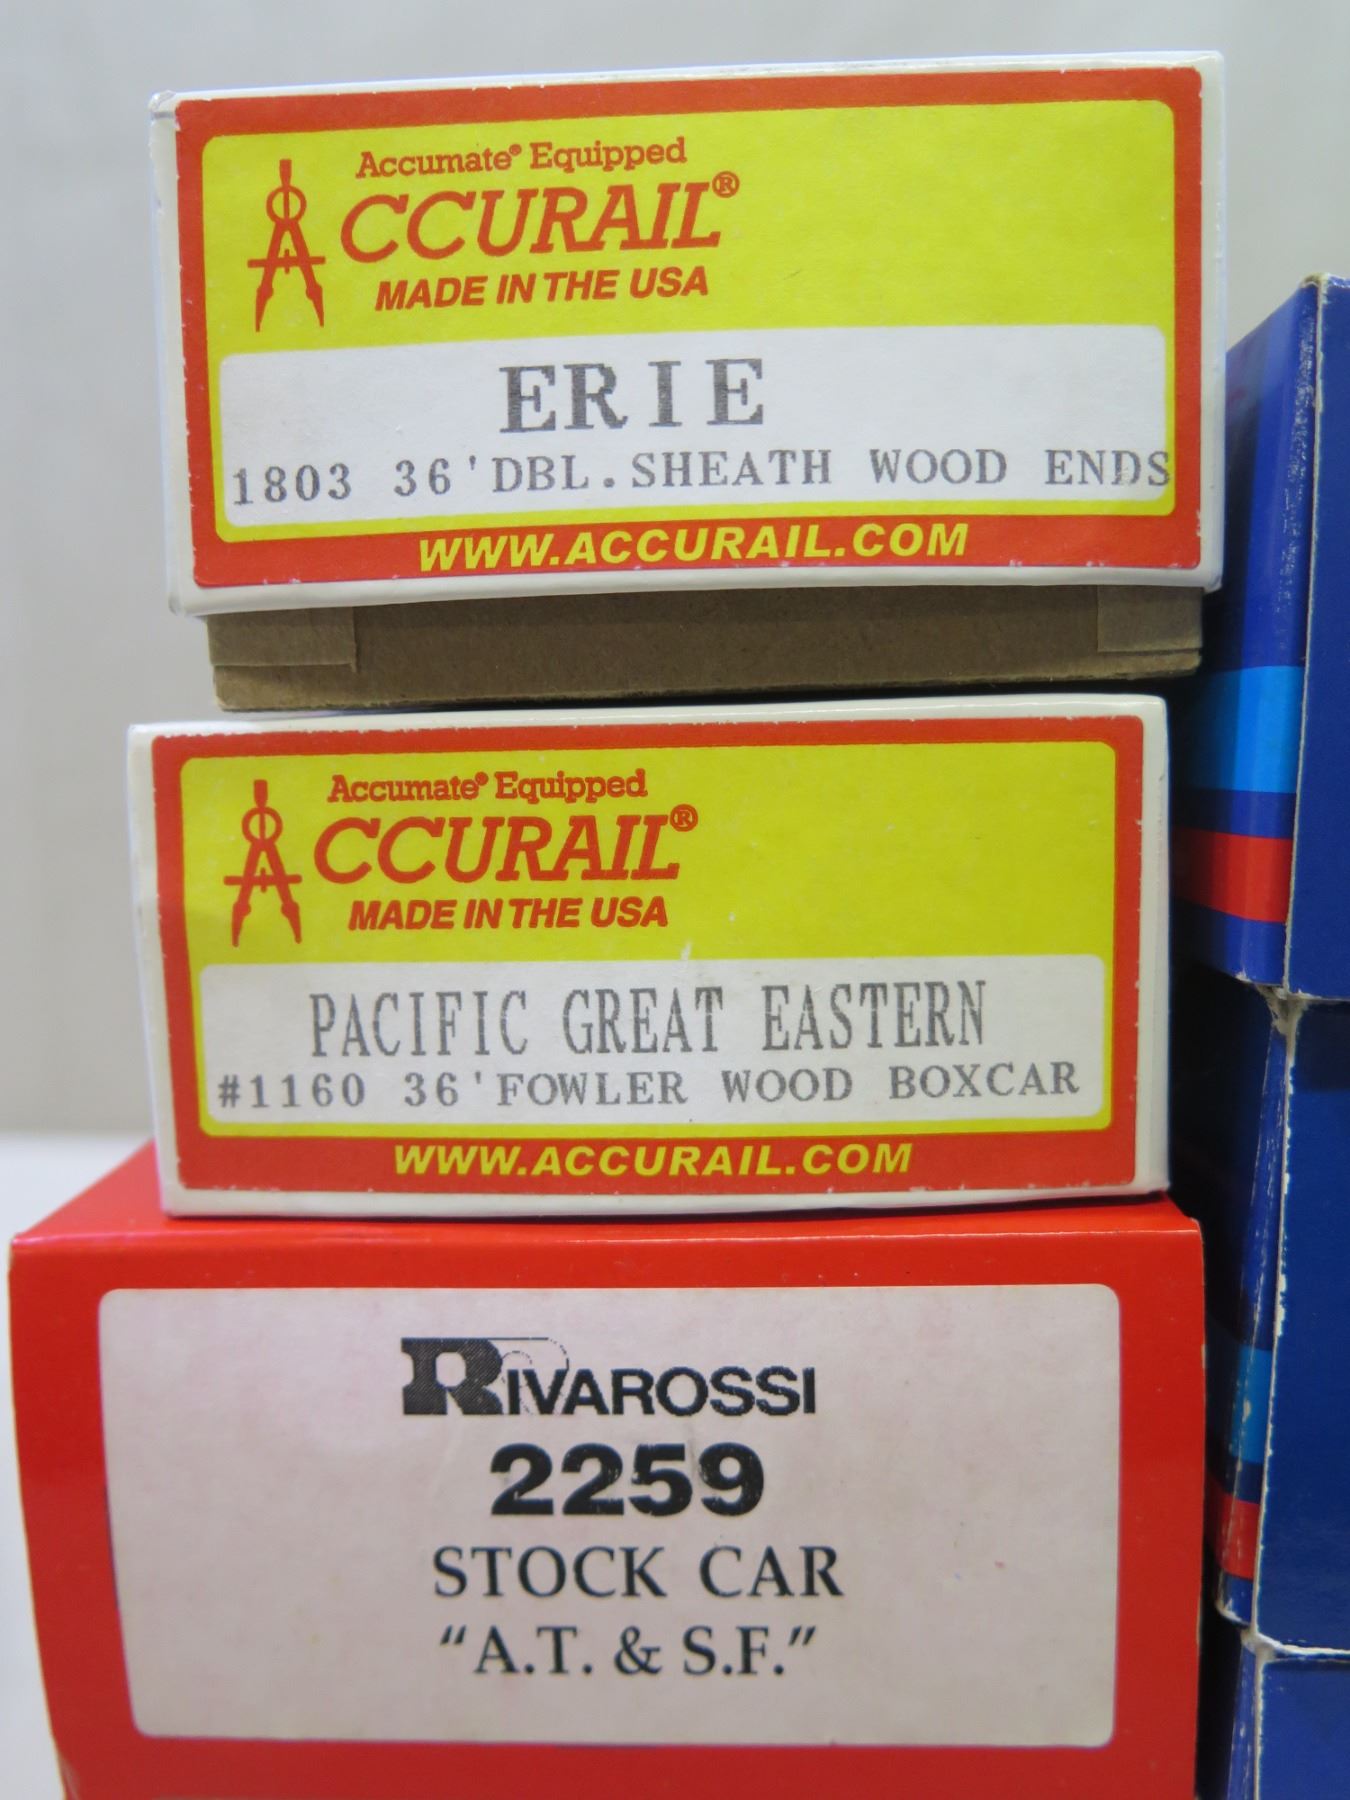 Accumate® Equipped
ACCURAIL®
MADE IN THE USA
ERIE
1803 36'DBL.SHEATH WOOD ENDS
WWW.ACCURAIL.COM
Accumate® Equipped
ACCURAIL®
MADE IN THE USA
PACIFIC GREAT EASTERN
#1160 36'FOWLER WOOD BOXCAR
WWW.ACCURAIL.COM
RIVAROSSI
2259
STOCK CAR
"A.T. & S.F."